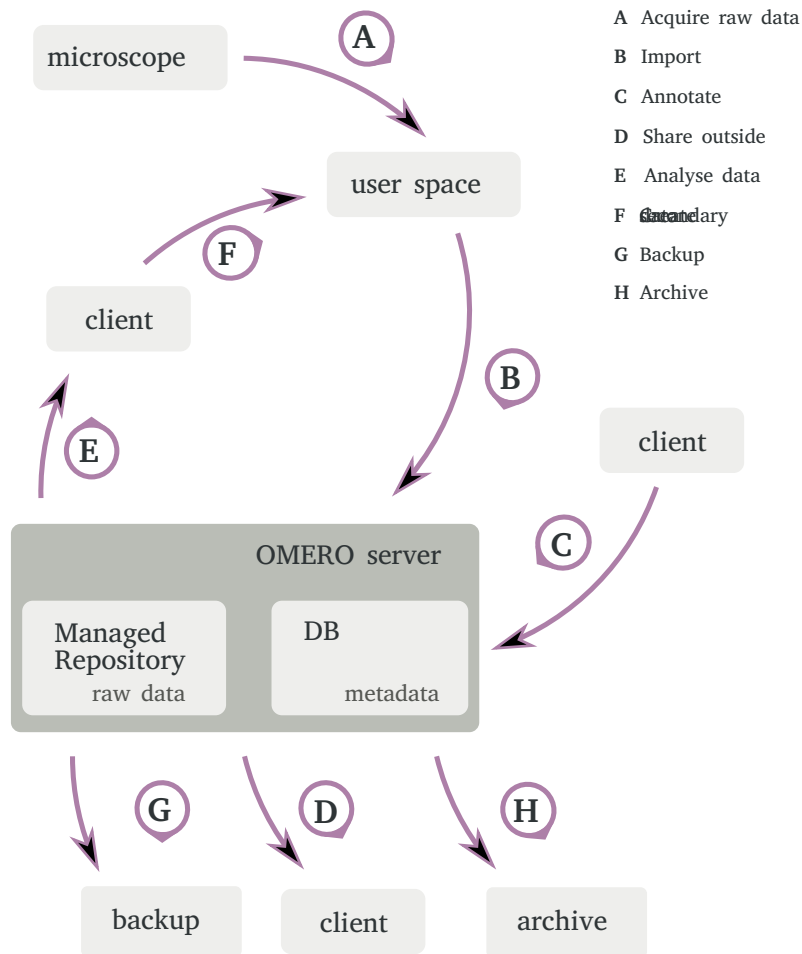 A Acquire raw data
B Import
C Annotate
D Share outside
E Analyse data
F
G Backup
H Archive
A
microscope
user space
F
client
B
E
client
C
OMERO server
Managed
Repository
raw data
DB
metadata
G
D
H
backup
client
archive